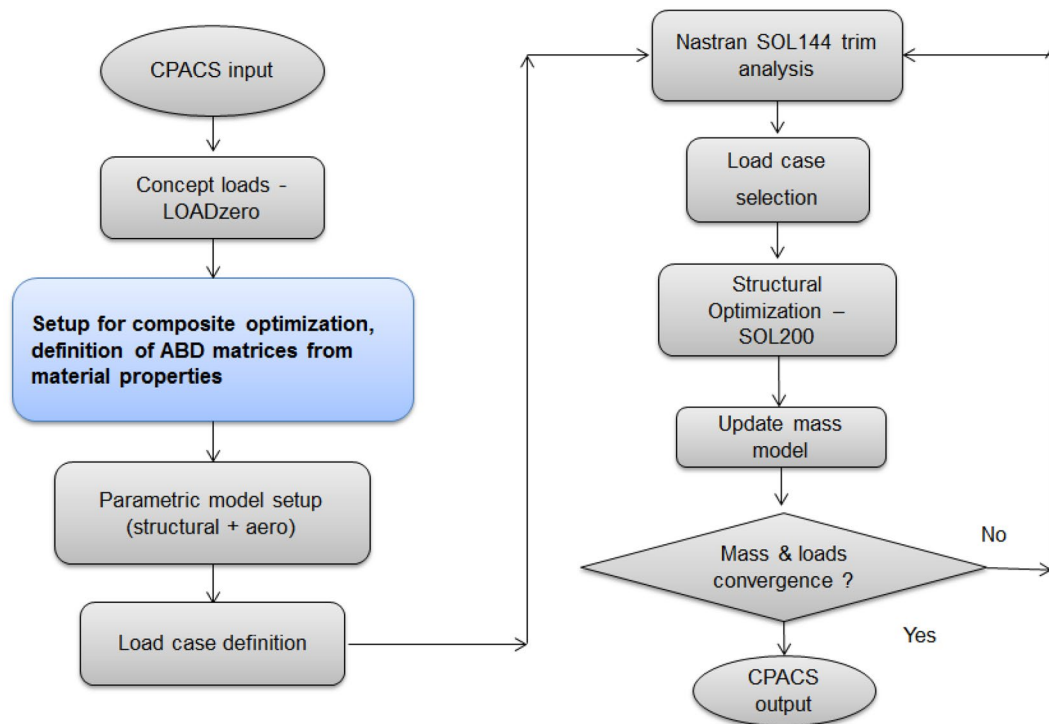 CPACS input
Concept loads -
LOADzero
Setup for composite optimization,
definition of ABD matrices from
material properties
Parametric model setup
(structural + aero)
Load case definition
Nastran SOL144 trim
analysis
Load case
selection
Structural
Optimization –
SOL200
Update mass
model
Mass & loads
convergence ?
No
Yes
CPACS
output